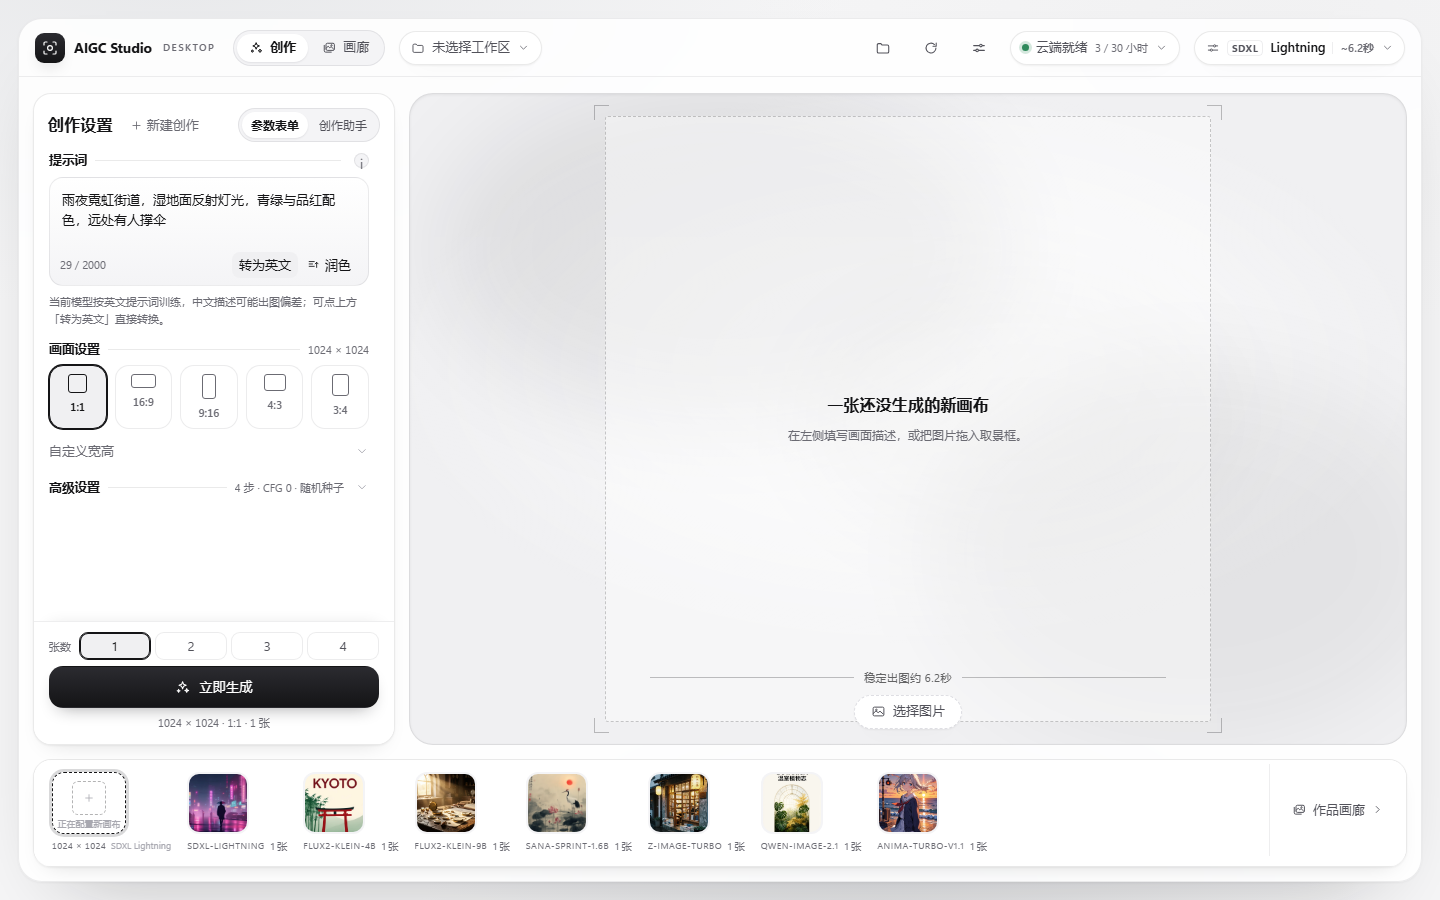 AIGC Studio DESKTOP 创作 画廊 未选择工作区 云端就绪 3 / 30 小时 SDXL Lightning ~6.2秒
创作设置 + 新建创作 参数表单 创作助手
提示词
雨夜霓虹街道，湿地面反射灯光，青绿与品红配
色，远处有人撑伞
29 / 2000 转为英文 润色
当前模型按英文提示词训练，中文描述可能出图偏差；可点上方
「转为英文」直接转换。
画面设置 1024 × 1024
1:1 16:9 9:16 4:3 3:4
自定义宽高
高级设置 4 步 · CFG 0 · 随机种子
张数 1 2 3 4
立即生成
1024 × 1024 · 1:1 · 1 张
一张还没生成的新画布
在左侧填写画面描述，或把图片拖入取景框。
稳定出图约 6.2秒
选择图片
正在配置新画布
KYOTO
温室植物志
1024 × 1024 SDXL Lightning SDXL-LIGHTNING 1张 FLUX2-KLEIN-4B 1张 FLUX2-KLEIN-9B 1张 SANA-SPRINT-1.6B 1张 Z-IMAGE-TURBO 1张 QWEN-IMAGE-2.1 1张 ANIMA-TURBO-V1.1 1张
作品画廊